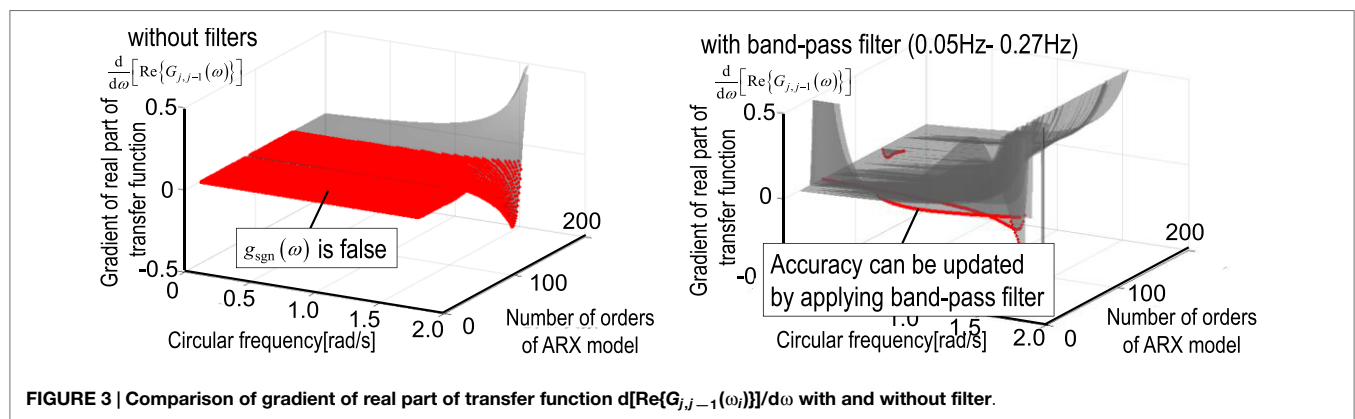 without filters
d/dω[Re{G_{j,j−1}(ω)}]
Gradient of real part of
transfer function
0.5
0
-0.5
g_sgn(ω) is false
0
0.5
1.0
1.5
2.0
Circular frequency[rad/s]
0
100
200
Number of orders
of ARX model
with band-pass filter (0.05Hz- 0.27Hz)
d/dω[Re{G_{j,j−1}(ω)}]
Gradient of real part of
transfer function
0.5
0
-0
Accuracy can be updated
by applying band-pass filter
1.0
1.5
2.0
Circular frequency[rad/s]
0
100
200
Number of orders
of ARX model
FIGURE 3 | Comparison of gradient of real part of transfer function d[Re{G_{j,j−1}(ω_i)}]/dω with and without filter.